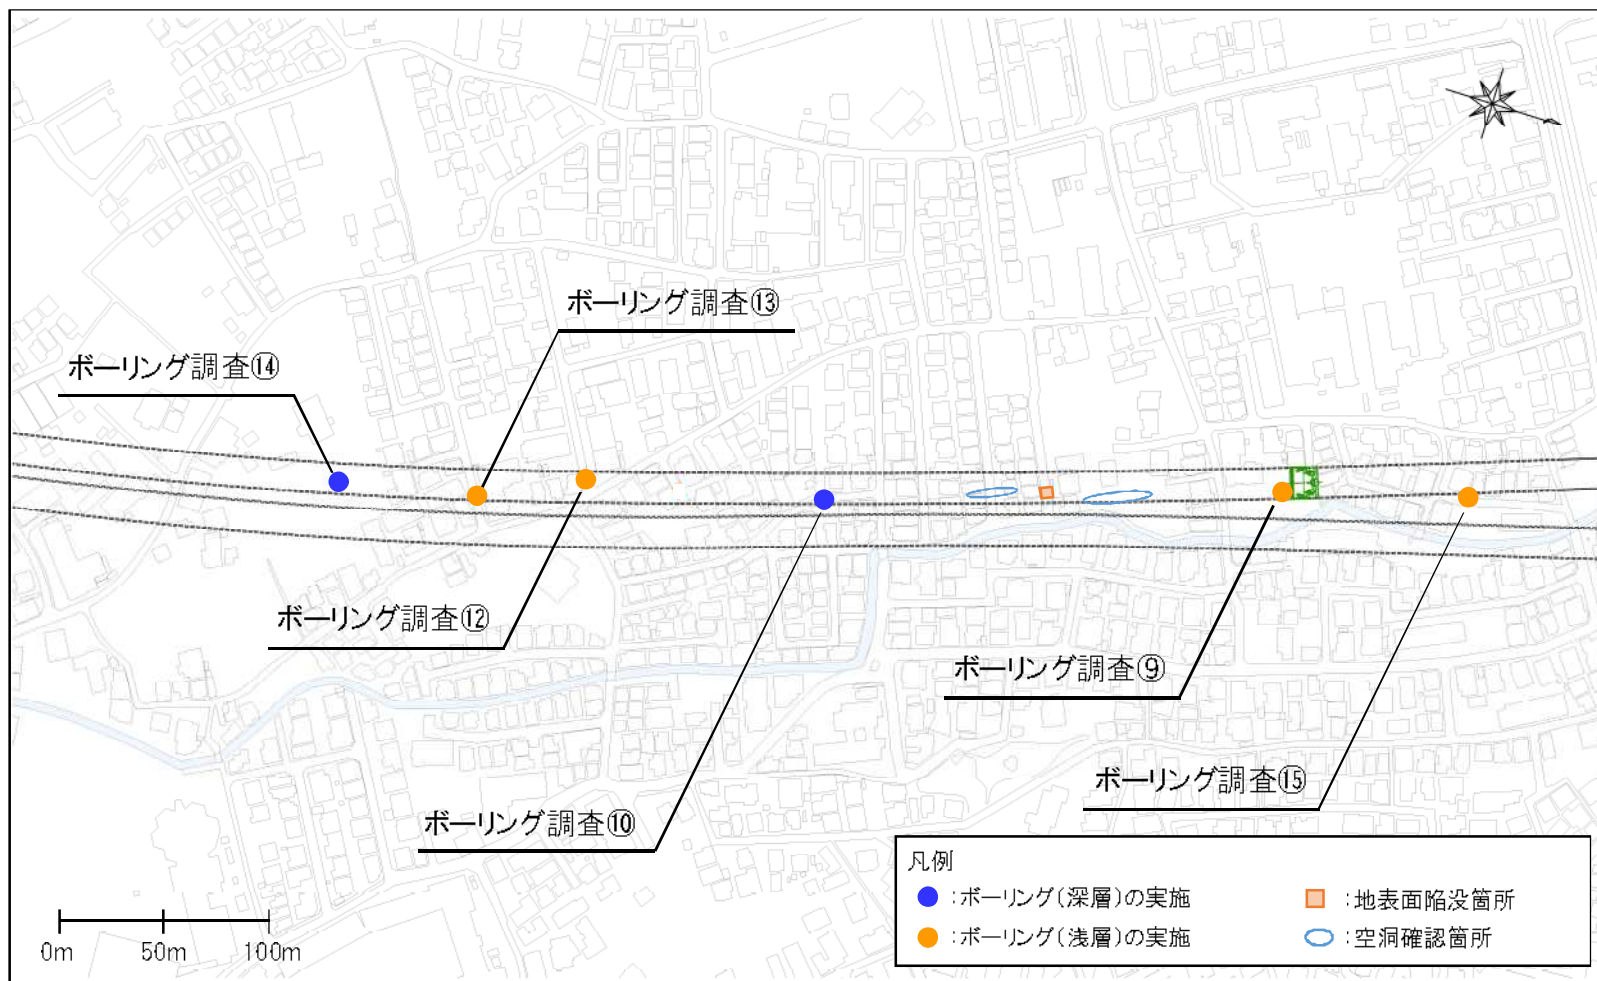 ボーリング調査⑬
ボーリング調査⑭
ボーリング調査⑫
ボーリング調査⑨
ボーリング調査⑮
ボーリング調査⑩
凡例
:ボーリング(深層)の実施
:地表面陥没箇所
:ボーリング(浅層)の実施
:空洞確認箇所
0m 50m 100m